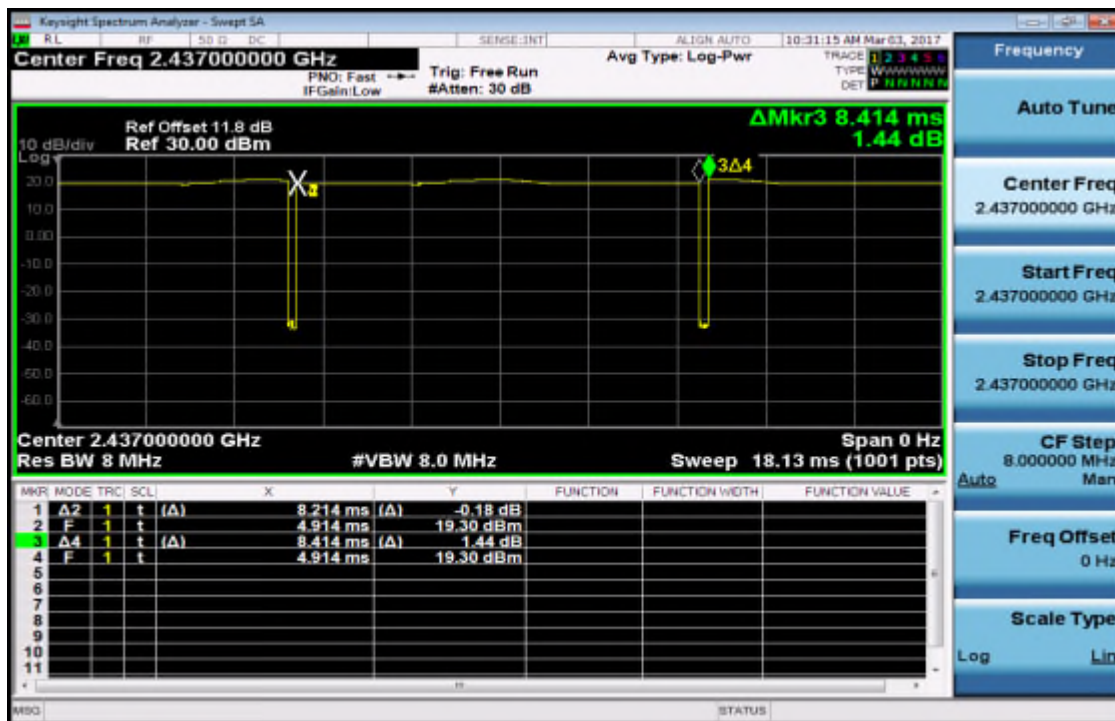 Keysight Spectrum Analyzer - Swept SA
RL RF 50 Ω DC SENSE:INT ALIGN AUTO 10:31:15 AM Mar 03, 2017
Center Freq 2.437000000 GHz
PNO: Fast
IFGain:Low
Trig: Free Run
#Atten: 30 dB
Avg Type: Log-Pwr
TRACE 1 2 3 4 5 6
TYPE WWWWWW
DET P N N N N N
Frequency
Auto Tune
Center Freq
2.437000000 GHz
Start Freq
2.437000000 GHz
Stop Freq
2.437000000 GHz
CF Step
8.000000 MHz
Auto Man
Freq Offset
0 Hz
Scale Type
Log Lin
Ref Offset 11.8 dB
10 dB/div Ref 30.00 dBm
Log
ΔMkr3 8.414 ms
1.44 dB
3Δ4
20.0
10.0
0.00
-10.0
-20.0
-30.0
-40.0
-50.0
-60.0
Center 2.437000000 GHz Span 0 Hz
Res BW 8 MHz #VBW 8.0 MHz Sweep 18.13 ms (1001 pts)
MKR MODE TRC SCL X Y FUNCTION FUNCTION WIDTH FUNCTION VALUE
1 Δ2 1 t (Δ) 8.214 ms (Δ) -0.18 dB
2 F 1 t 4.914 ms 19.30 dBm
3 Δ4 1 t (Δ) 8.414 ms (Δ) 1.44 dB
4 F 1 t 4.914 ms 19.30 dBm
5
6
7
8
9
10
11
MSG STATUS